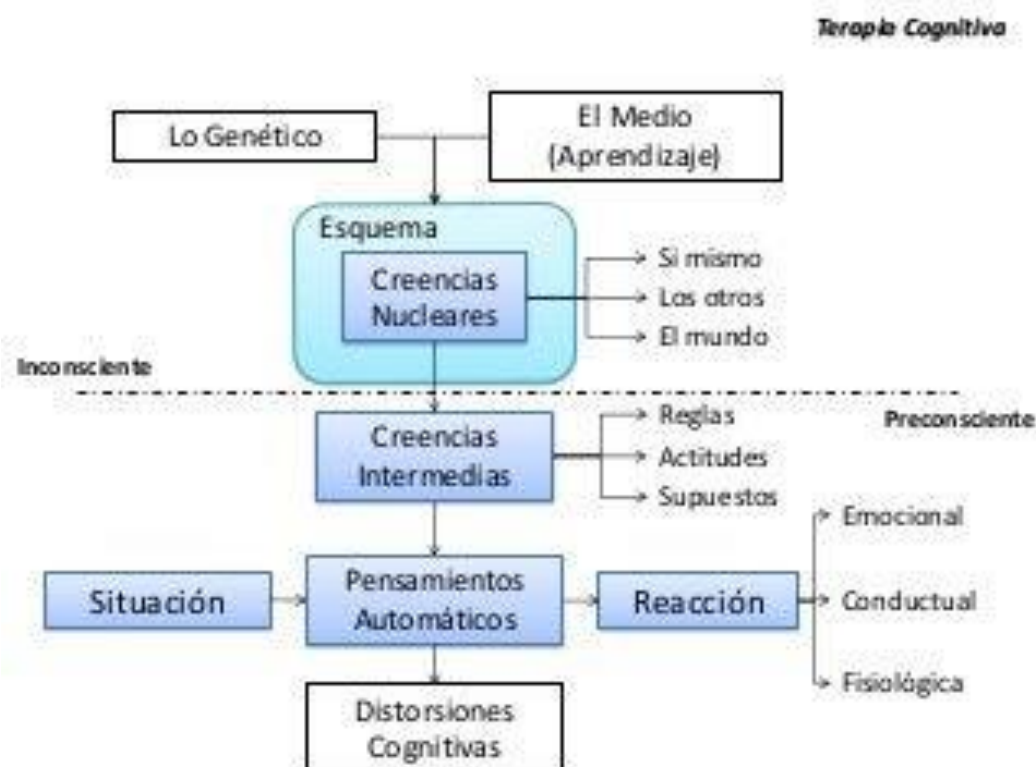 Terapia Cognitiva
Lo Genético
El Medio
(Aprendizaje)
Esquema
Creencias
Nucleares
Si mismo
Los otros
El mundo
Inconsciente
Preconsciente
Creencias
Intermedias
Reglas
Actitudes
Supuestos
Situación
Pensamientos
Automáticos
Reacción
Emocional
Conductual
Fisiológica
Distorsiones
Cognitivas